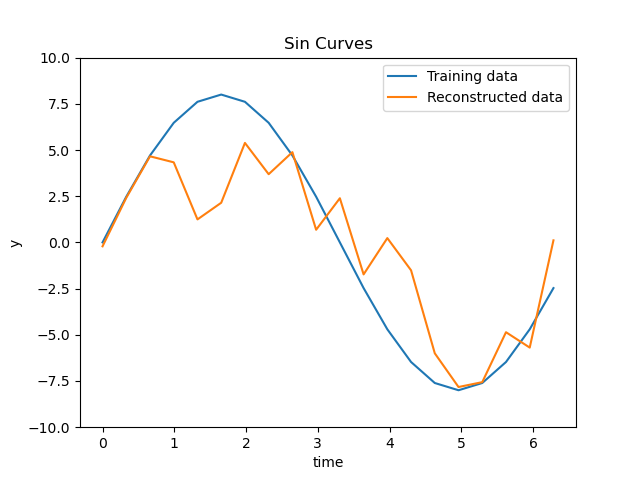 Sin Curves
Training data
Reconstructed data
10.0
7.5
5.0
2.5
0.0
−2.5
−5.0
−7.5
−10.0
y
0 1 2 3 4 5 6
time